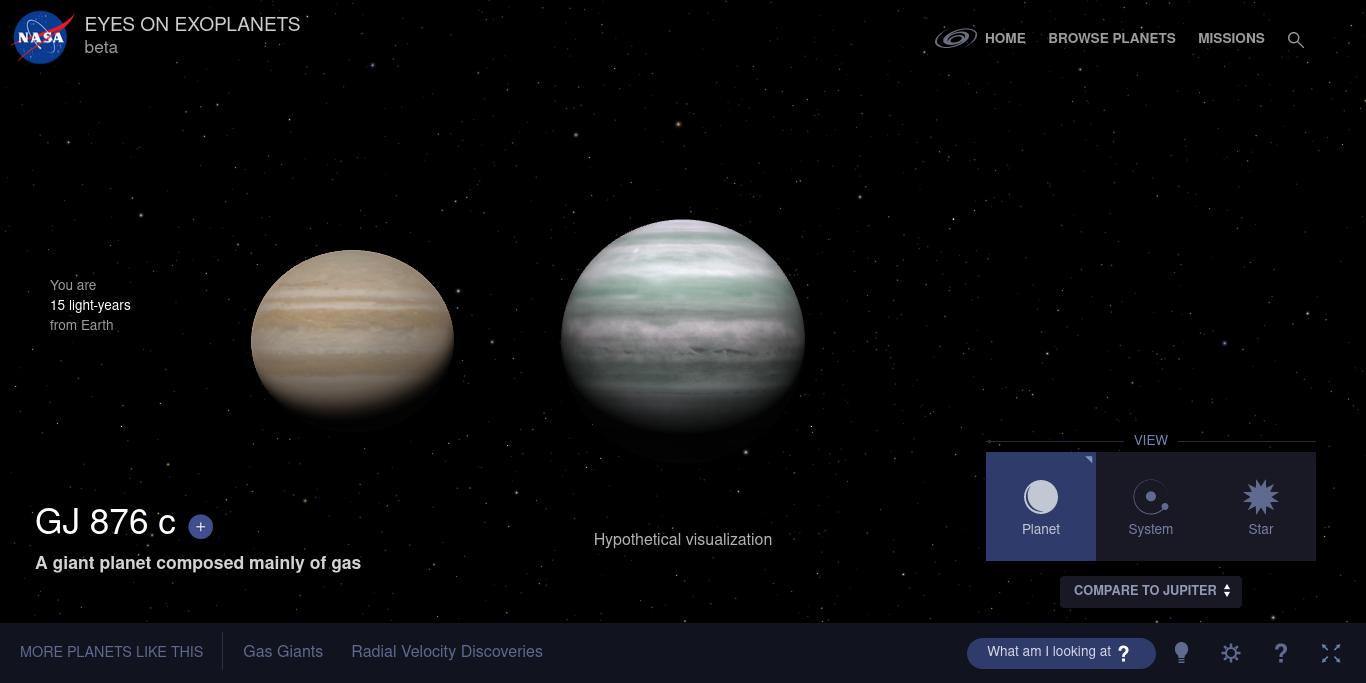 NASA
EYES ON EXOPLANETS
beta
HOME
BROWSE PLANETS
MISSIONS
You are
15 light-years
from Earth
VIEW
Planet
System
Star
GJ 876 c +
A giant planet composed mainly of gas
Hypothetical visualization
COMPARE TO JUPITER
MORE PLANETS LIKE THIS
Gas Giants
Radial Velocity Discoveries
What am I looking at ?
?